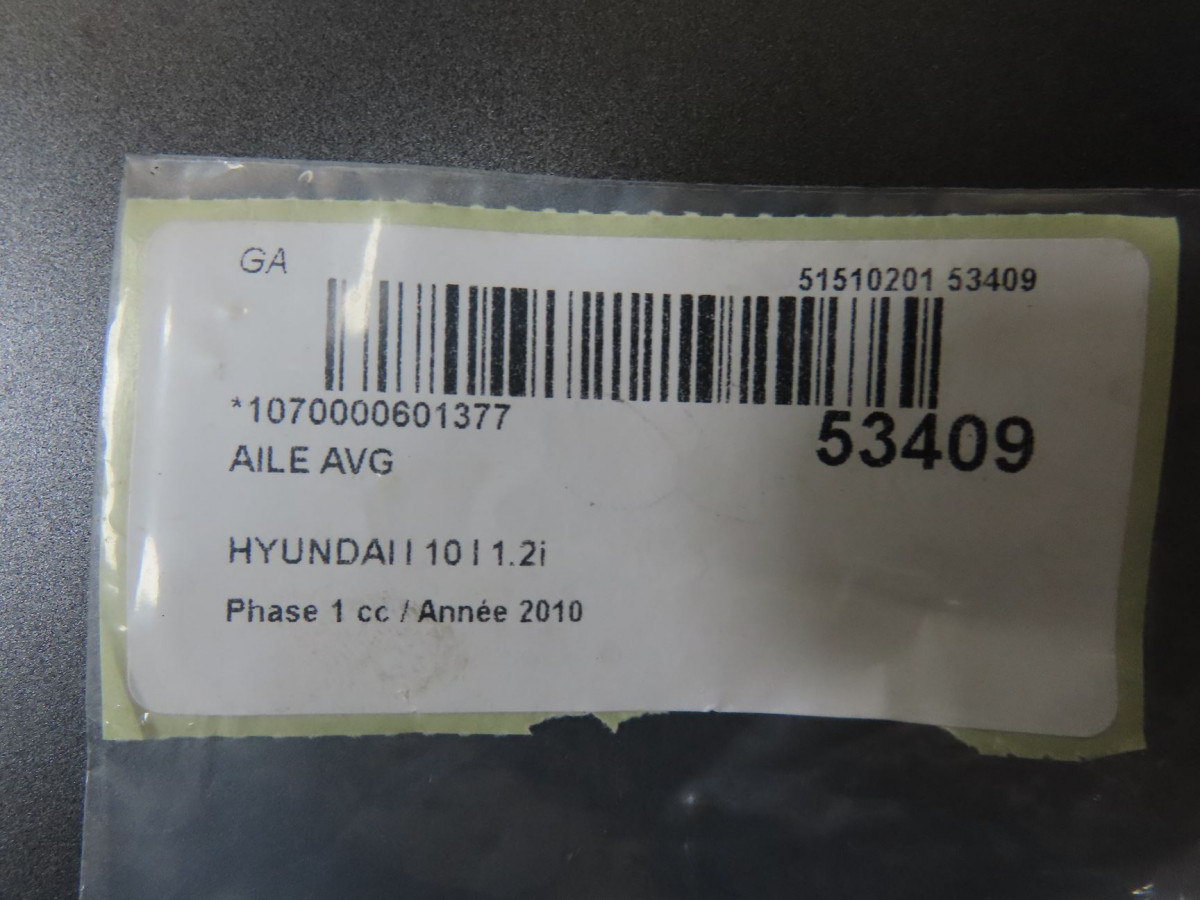 GA
51510201 53409
*1070000601377
53409
AILE AVG
HYUNDAI I 10 I 1.2i
Phase 1 cc / Année 2010